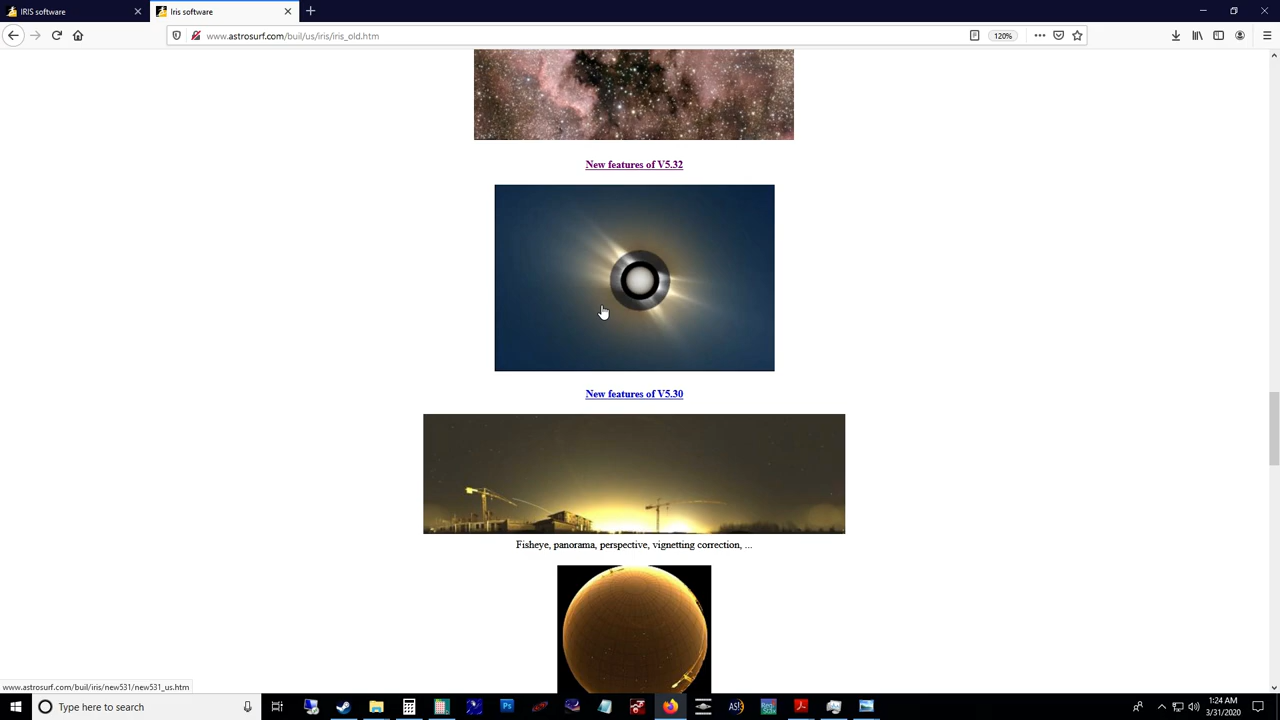 IRIS software
Iris software
www.astrosurf.com/buil/us/iris/iris_old.htm
120%
New features of V5.32
New features of V5.30
Fisheye, panorama, perspective, vignetting correction, ...
www.astrosurf.com/buil/iris/new531/new531_us.htm
Type here to search
1:24 AM
3/31/2020